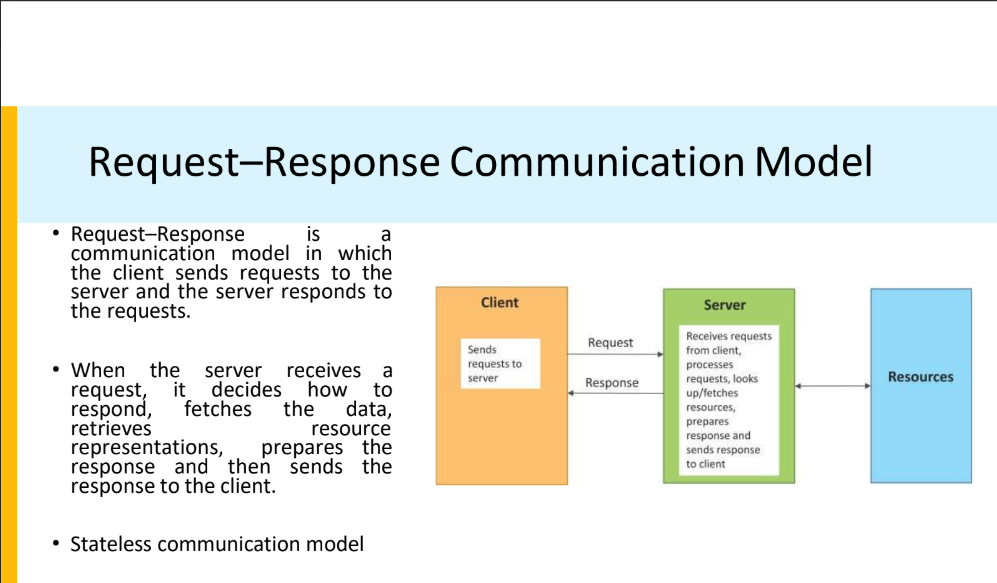 Request–Response Communication Model
• Request–Response is a
communication model in which
the client sends requests to the
server and the server responds to
the requests.
• When the server receives a
request, it decides how to
respond, fetches the data,
retrieves resource
representations, prepares the
response and then sends the
response to the client.
• Stateless communication model
Client
Sends
requests to
server
Request
Response
Server
Receives requests
from client,
processes
requests, looks
up/fetches
resources,
prepares
response and
sends response
to client
Resources